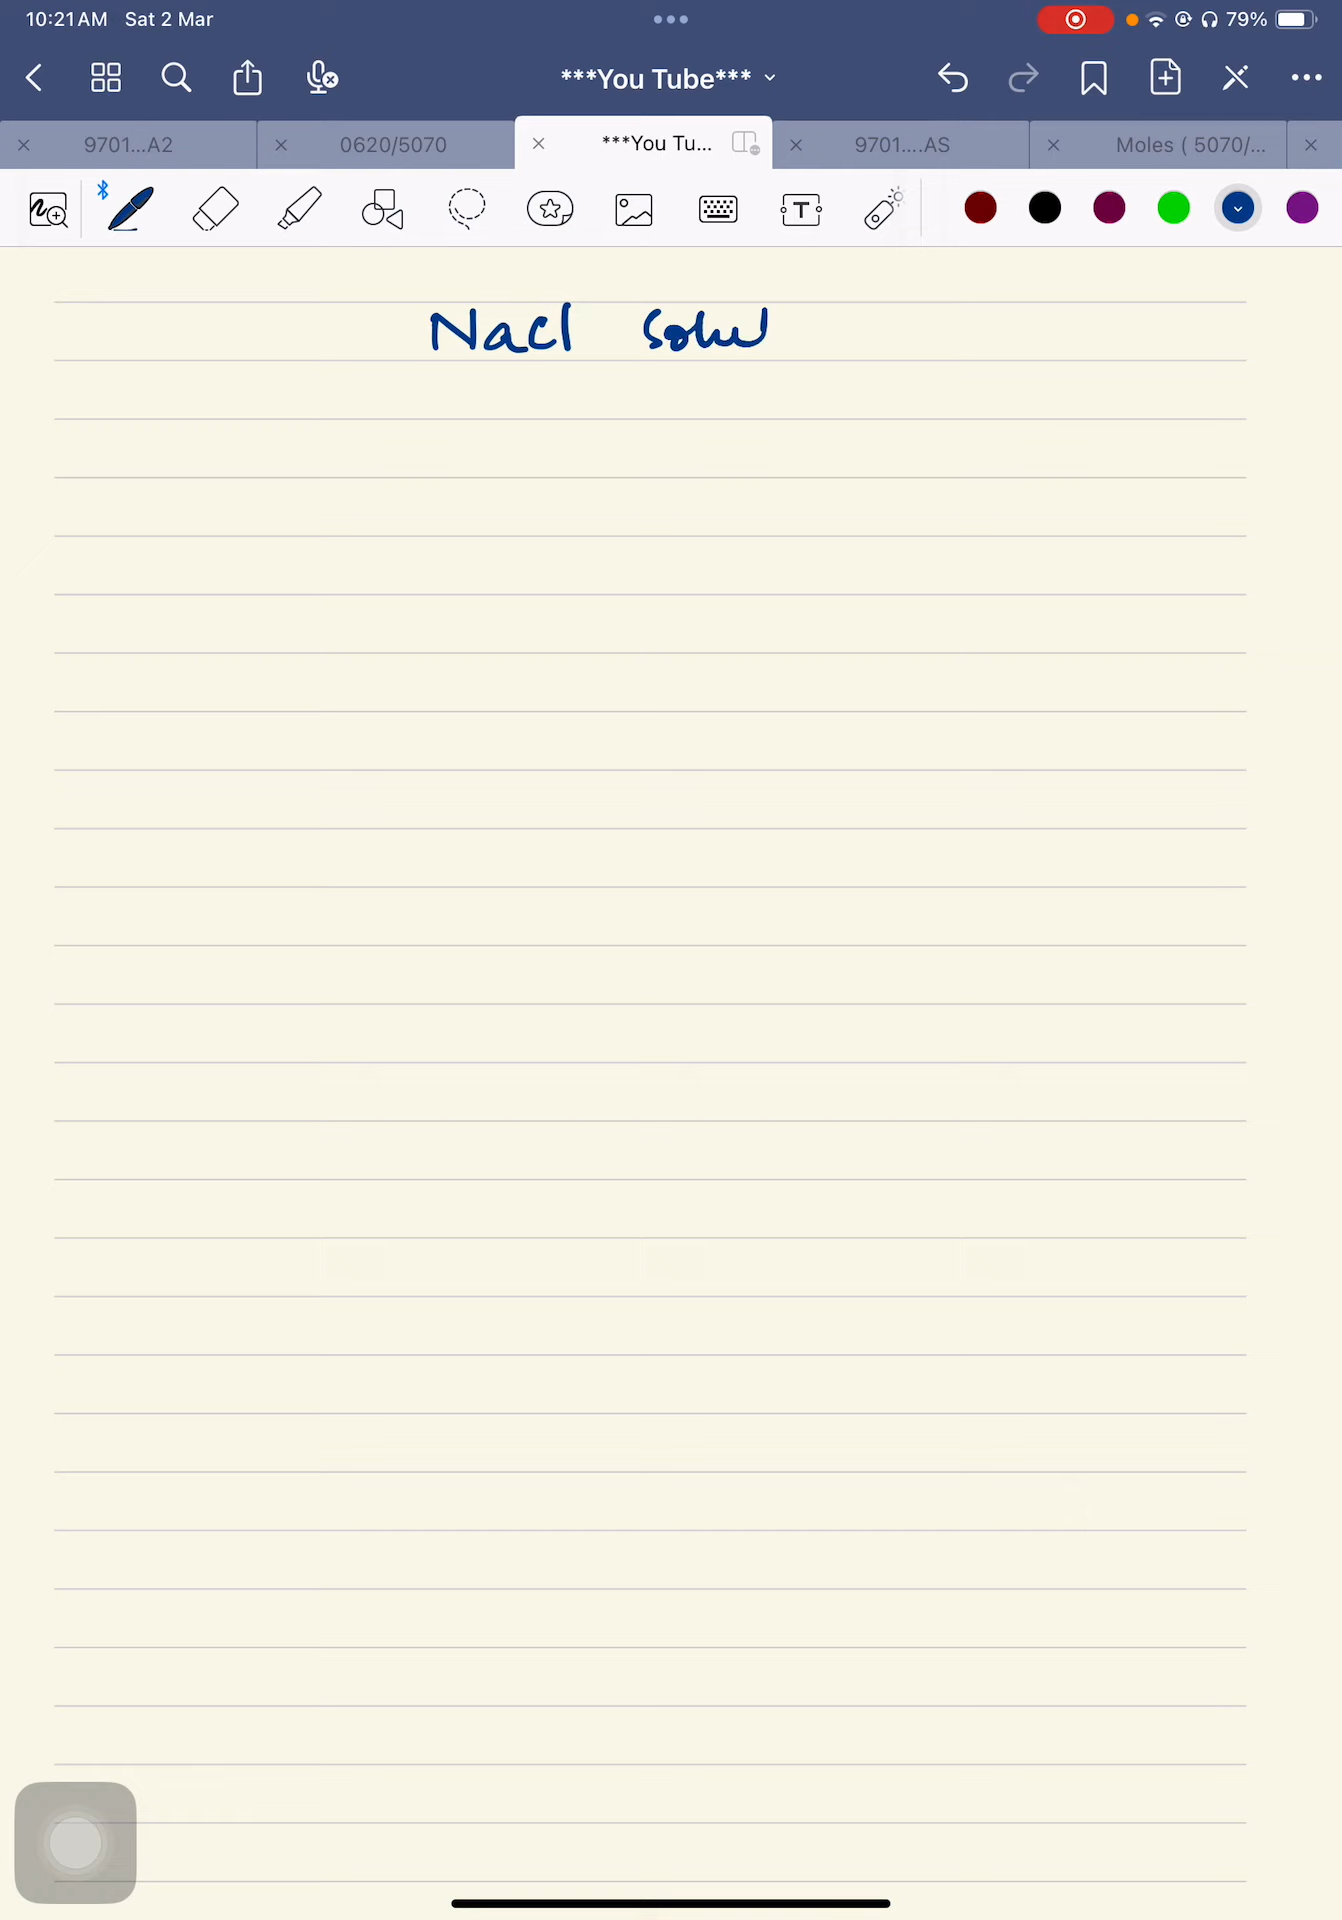 10:21 AM Sat 2 Mar 79%
***You Tube***
9701...A2 0620/5070 ***You Tu... 9701....AS Moles ( 5070/...
T
Nacl Solu